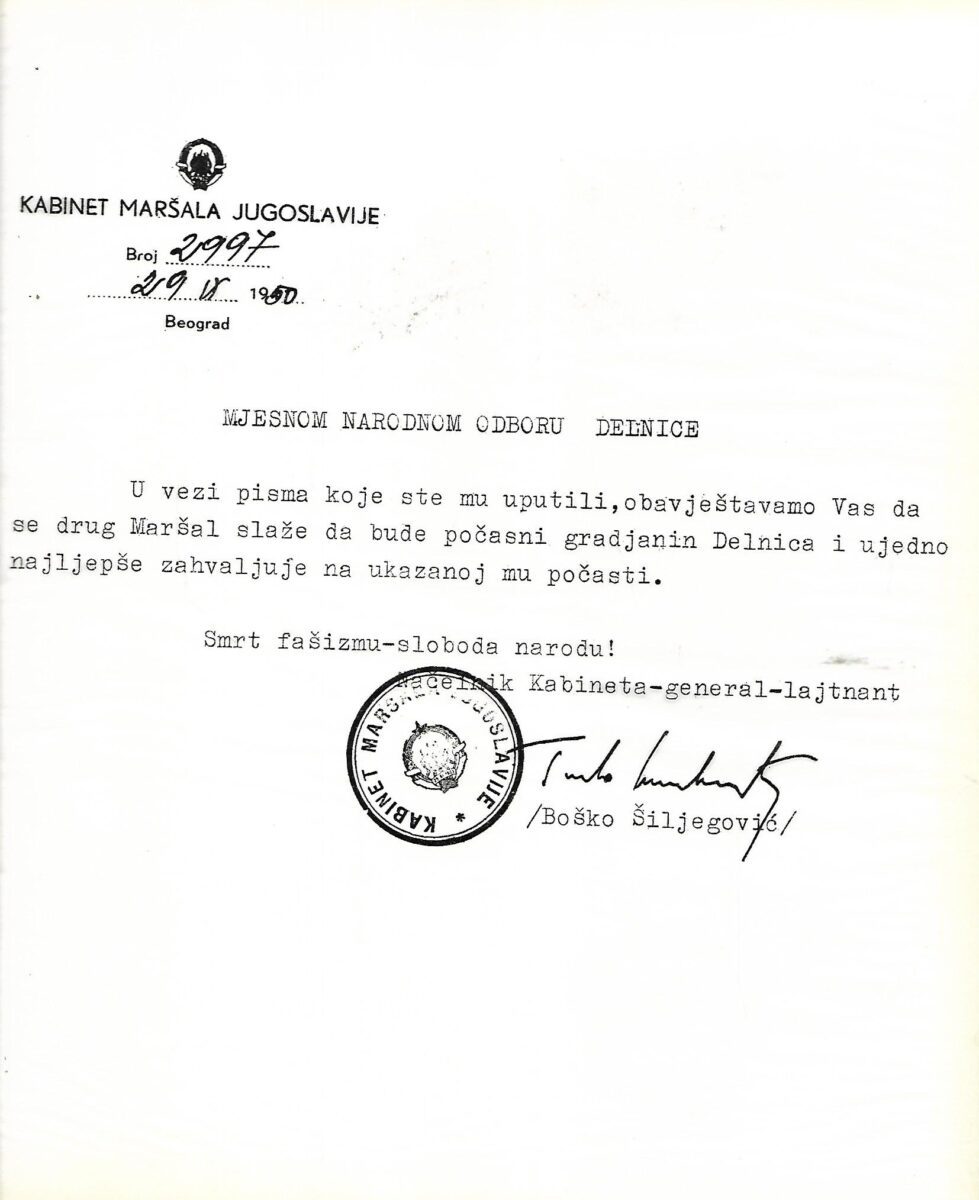 KABINET MARŠALA JUGOSLAVIJE
Broj 2997
29 IX 1950
Beograd
MJESNOM NARODNOM ODBORU DELNICE
U vezi pisma koje ste mu uputili,obavještavamo Vas da
se drug Maršal slaže da bude počasni gradjanin Delnica i ujedno
najljepše zahvaljuje na ukazanoj mu počasti.
Smrt fašizmu-sloboda narodu!
Načelnik Kabineta-general-lajtnant
KABINET MARŠALA JUGOSLAVIJE *
/Boško Šiljegović/